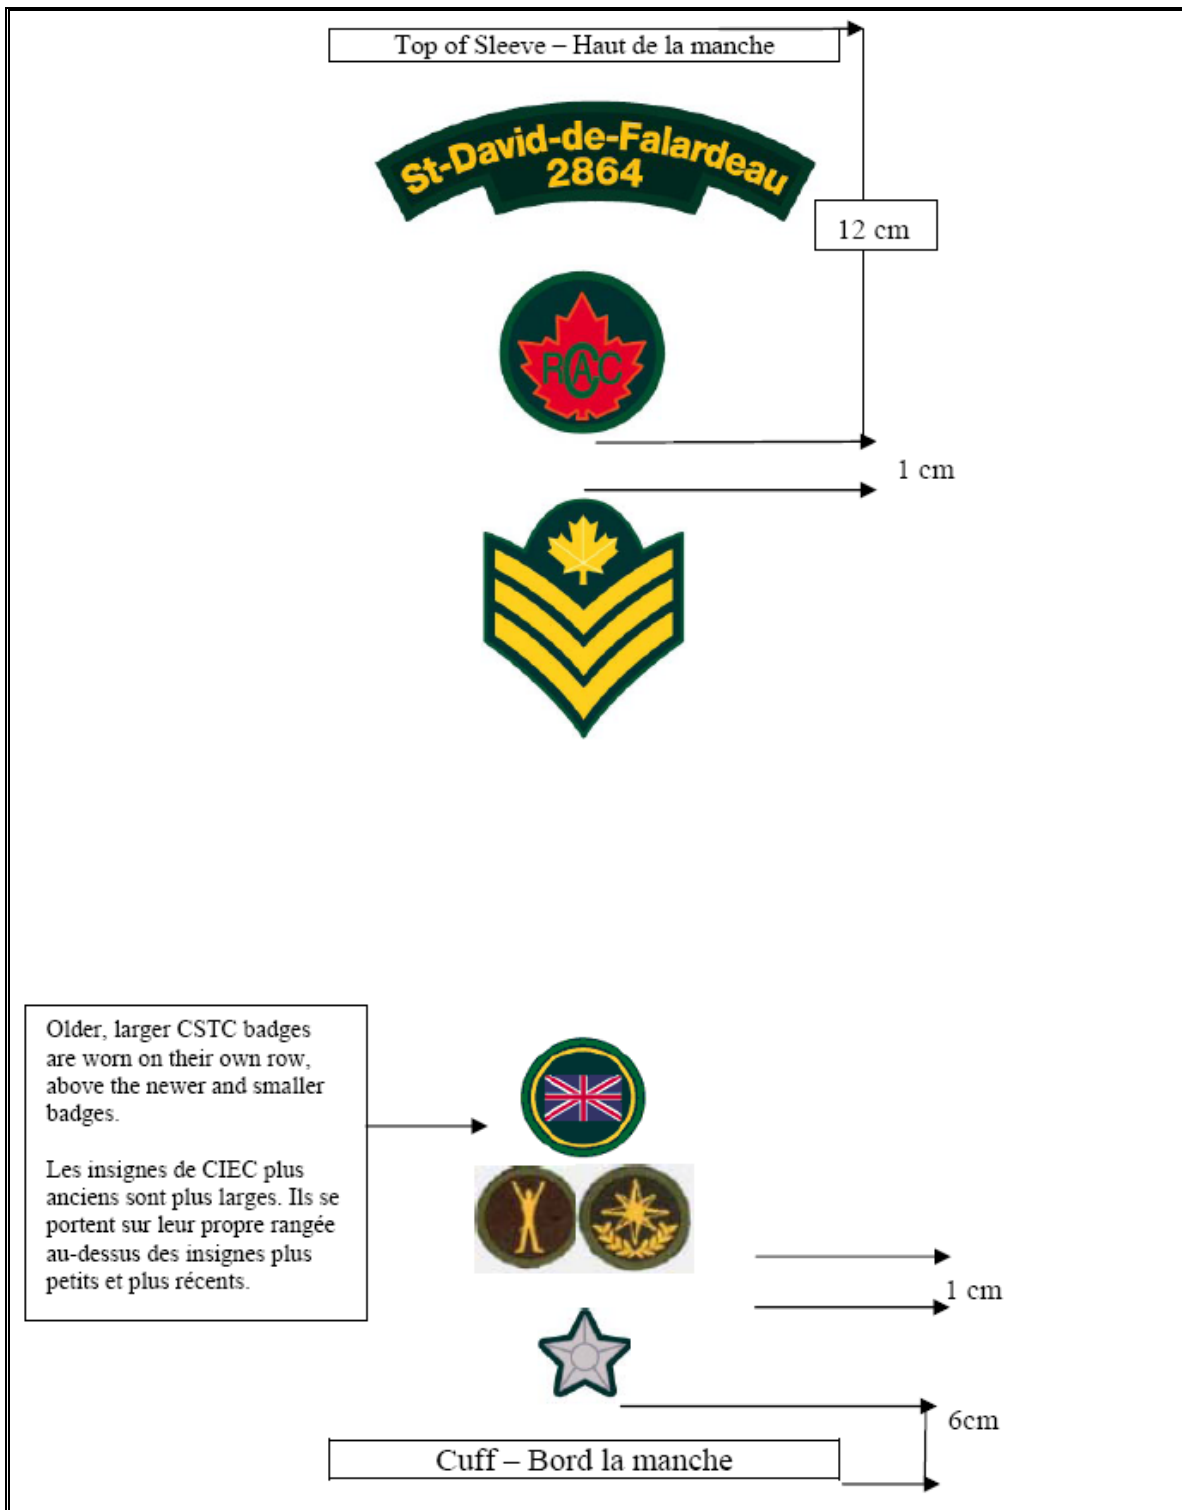 Top of Sleeve – Haut de la manche
St-David-de-Falardeau
2864
12 cm
RCAC
1 cm
Older, larger CSTC badges
are worn on their own row,
above the newer and smaller
badges.
Les insignes de CIEC plus
anciens sont plus larges. Ils se
portent sur leur propre rangée
au-dessus des insignes plus
petits et plus récents.
1 cm
6cm
Cuff – Bord la manche